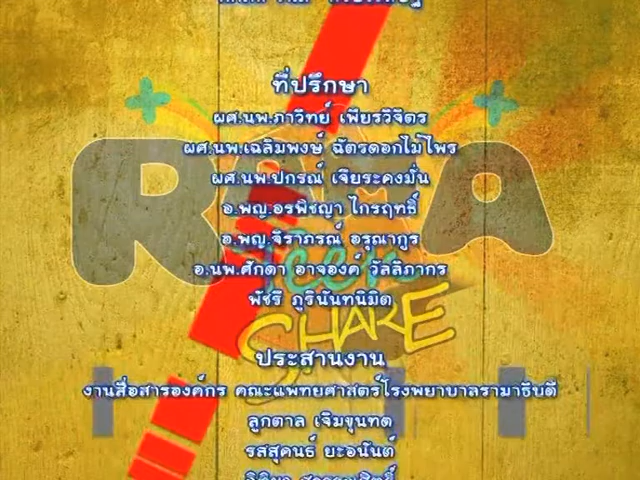 ที่ปรึกษา
ผศ.นพ.ภาวิทย์ เพียรวิจิตร
ผศ.นพ.เฉลิมพงษ์ ฉัตรดอกไม้ไพร
ผศ.นพ.ปกรณ์ เจียระคงมั่น
อ.พญ.อรพิชญา ไกรฤทธิ์
อ.พญ.จิราภรณ์ อรุณากูร
อ.นพ.ศักดา อาจองค์ วัลลิภากร
พัชรี ภูรินันทนิมิต
RAMA
Teen
SHARE
ประสานงาน
งานสื่อสารองค์กร คณะแพทยศาสตร์โรงพยาบาลรามาธิบดี
ลูกตาล เจิมขุนทด
รสสุคนธ์ ยะอนันต์